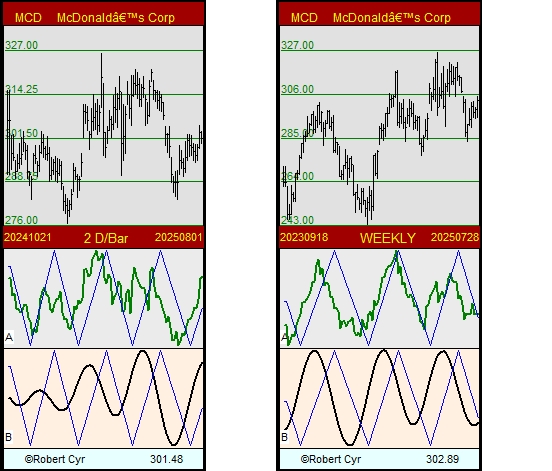 MCD McDonaldâ€™s Corp
327.00
314.25
301.50
288.75
276.00
20241021 2 D/Bar 20250801
A
B
©Robert Cyr 301.48
MCD McDonaldâ€™s Corp
327.00
306.00
285.00
264.00
243.00
20230918 WEEKLY 20250728
A
B
©Robert Cyr 302.89